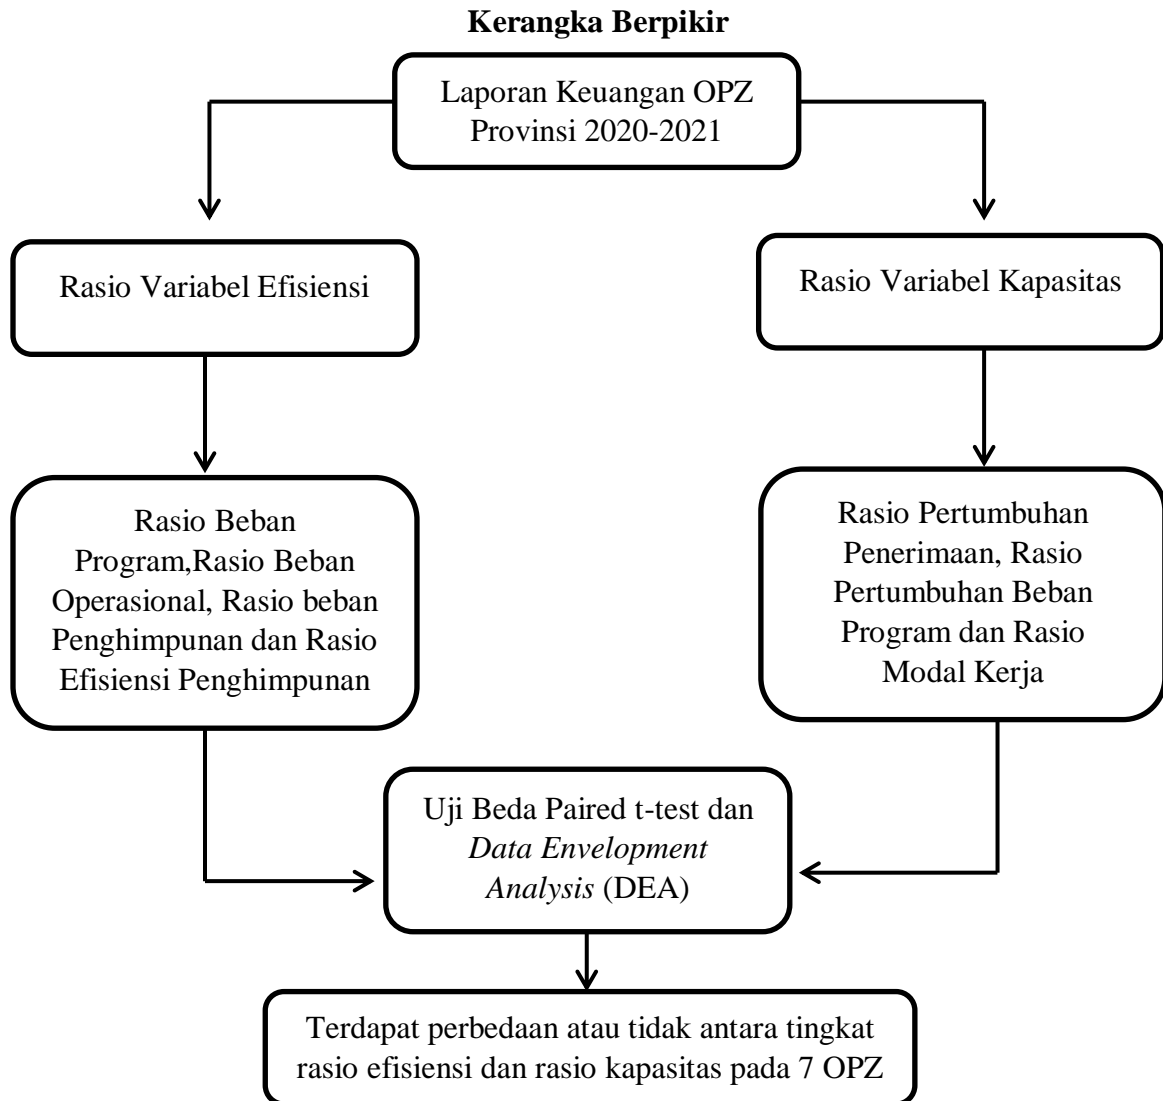 Kerangka Berpikir
Laporan Keuangan OPZ
Provinsi 2020-2021
Rasio Variabel Efisiensi
Rasio Variabel Kapasitas
Rasio Beban
Program,Rasio Beban
Operasional, Rasio beban
Penghimpunan dan Rasio
Efisiensi Penghimpunan
Rasio Pertumbuhan
Penerimaan, Rasio
Pertumbuhan Beban
Program dan Rasio
Modal Kerja
Uji Beda Paired t-test dan
Data Envelopment
Analysis (DEA)
Terdapat perbedaan atau tidak antara tingkat
rasio efisiensi dan rasio kapasitas pada 7 OPZ